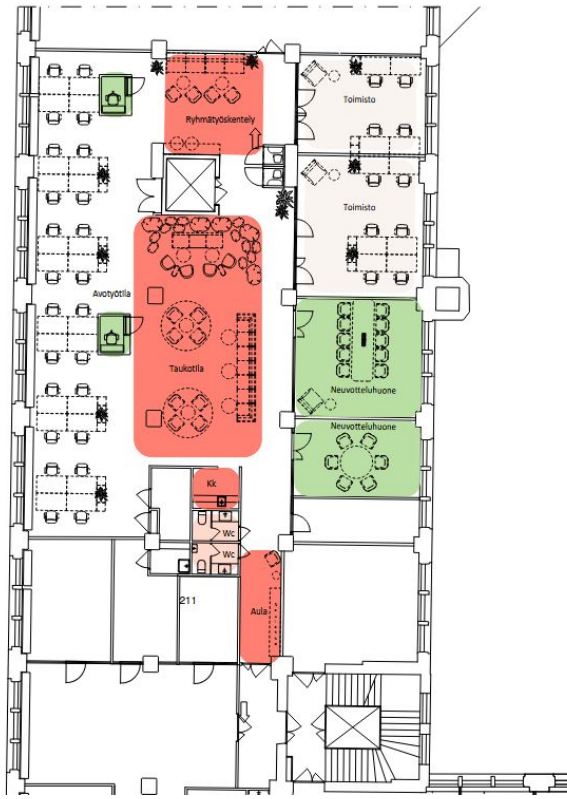 Ryhmätyöskentely
Toimisto
Toimisto
Avotyötila
Taukotila
Neuvotteluhuone
Neuvotteluhuone
Kk
Wc
Wc
211
Aula